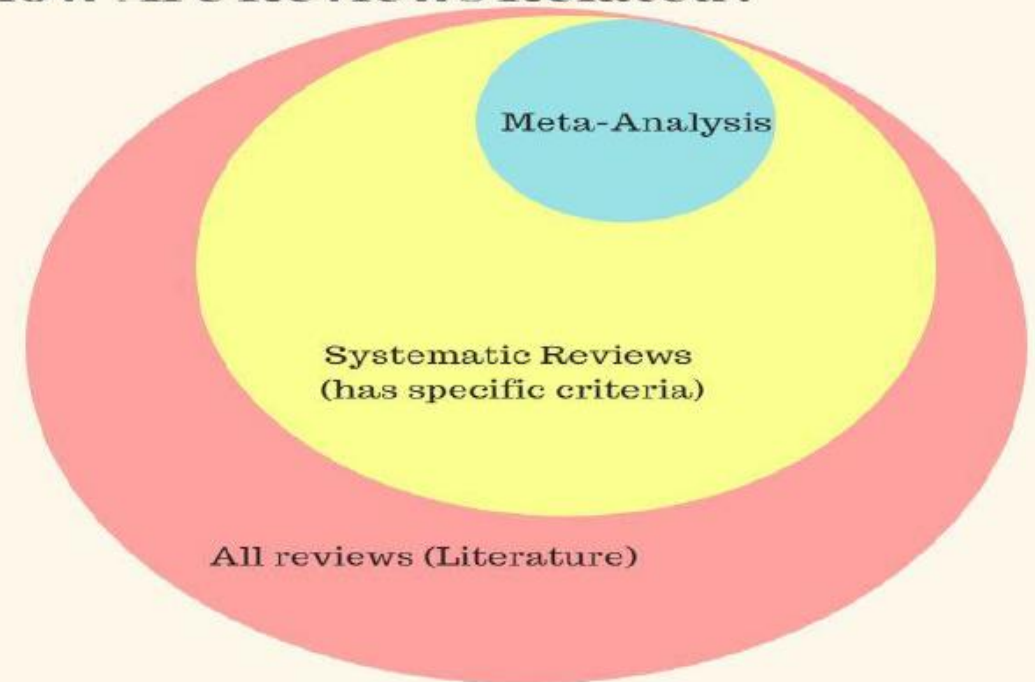 Meta-Analysis
Systematic Reviews
(has specific criteria)
All reviews (Literature)